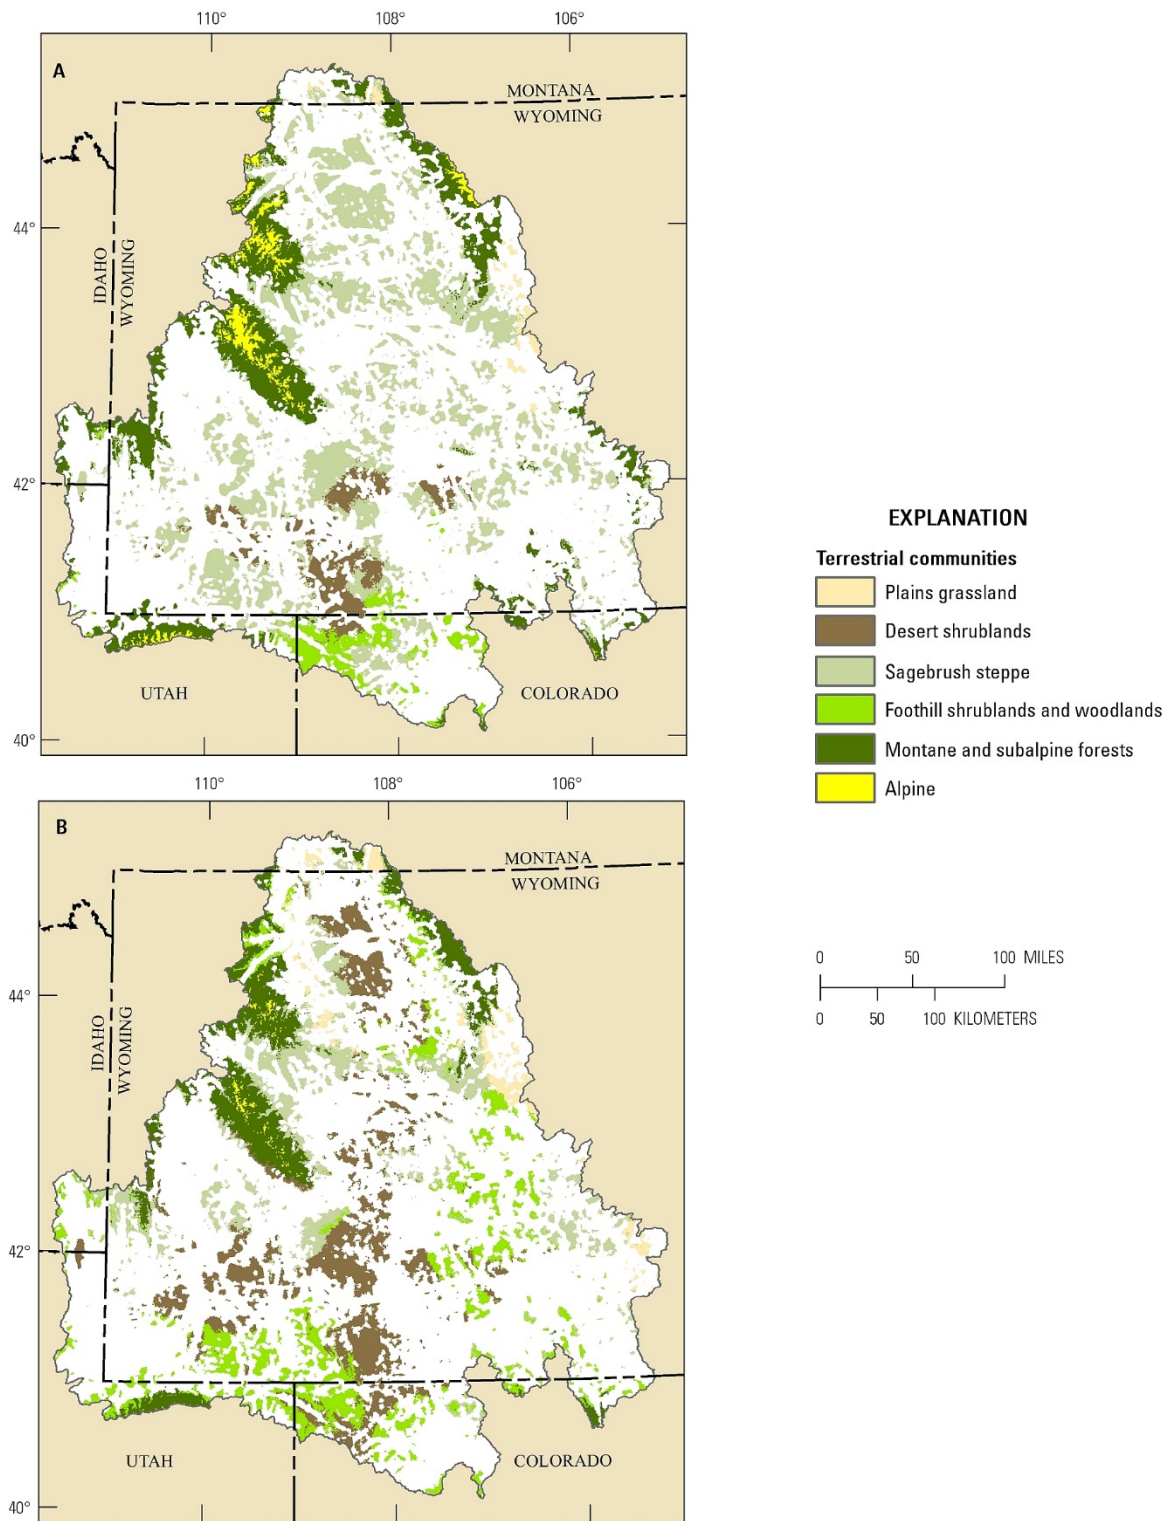 110°
108°
106°
A
MONTANA
WYOMING
44°
IDAHO
WYOMING
42°
UTAH
COLORADO
40°
EXPLANATION
Terrestrial communities
Plains grassland
Desert shrublands
Sagebrush steppe
Foothill shrublands and woodlands
Montane and subalpine forests
Alpine
110°
108°
106°
B
MONTANA
WYOMING
44°
IDAHO
WYOMING
42°
UTAH
COLORADO
40°
0 50 100 MILES
0 50 100 KILOMETERS